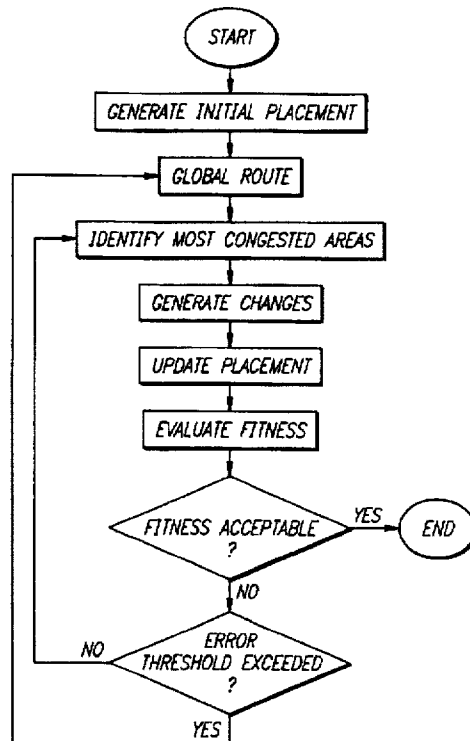 START
GENERATE INITIAL PLACEMENT
GLOBAL ROUTE
IDENTIFY MOST CONGESTED AREAS
GENERATE CHANGES
UPDATE PLACEMENT
EVALUATE FITNESS
FITNESS ACCEPTABLE
?
YES
END
NO
ERROR
THRESHOLD EXCEEDED
?
NO
YES